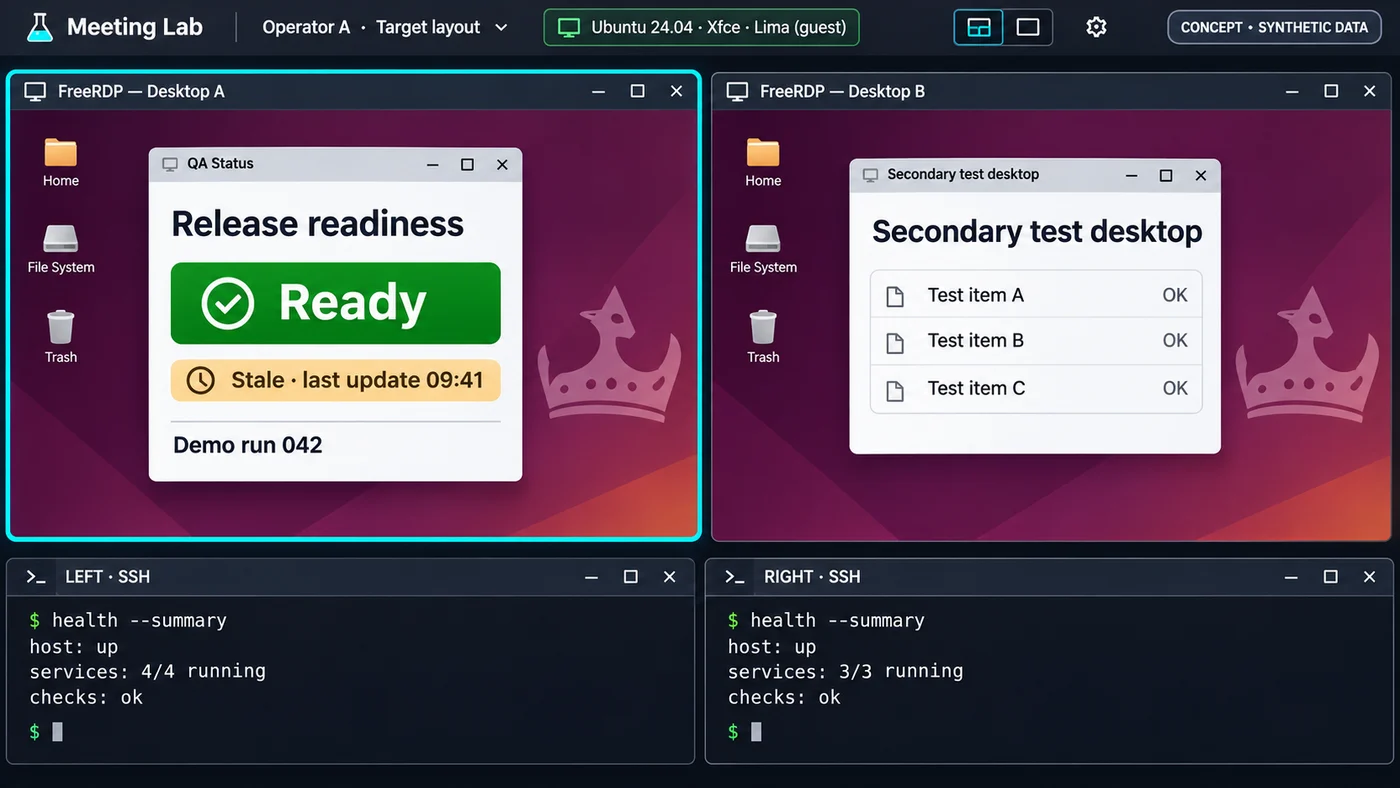 Meeting Lab
Operator A · Target layout
Ubuntu 24.04 · Xfce · Lima (guest)
CONCEPT • SYNTHETIC DATA
FreeRDP — Desktop A
Home
File System
Trash
QA Status
Release readiness
Ready
Stale · last update 09:41
Demo run 042
FreeRDP — Desktop B
Home
File System
Trash
Secondary test desktop
Secondary test desktop
Test item A OK
Test item B OK
Test item C OK
LEFT · SSH
$ health --summary
host: up
services: 4/4 running
checks: ok
$
RIGHT · SSH
$ health --summary
host: up
services: 3/3 running
checks: ok
$